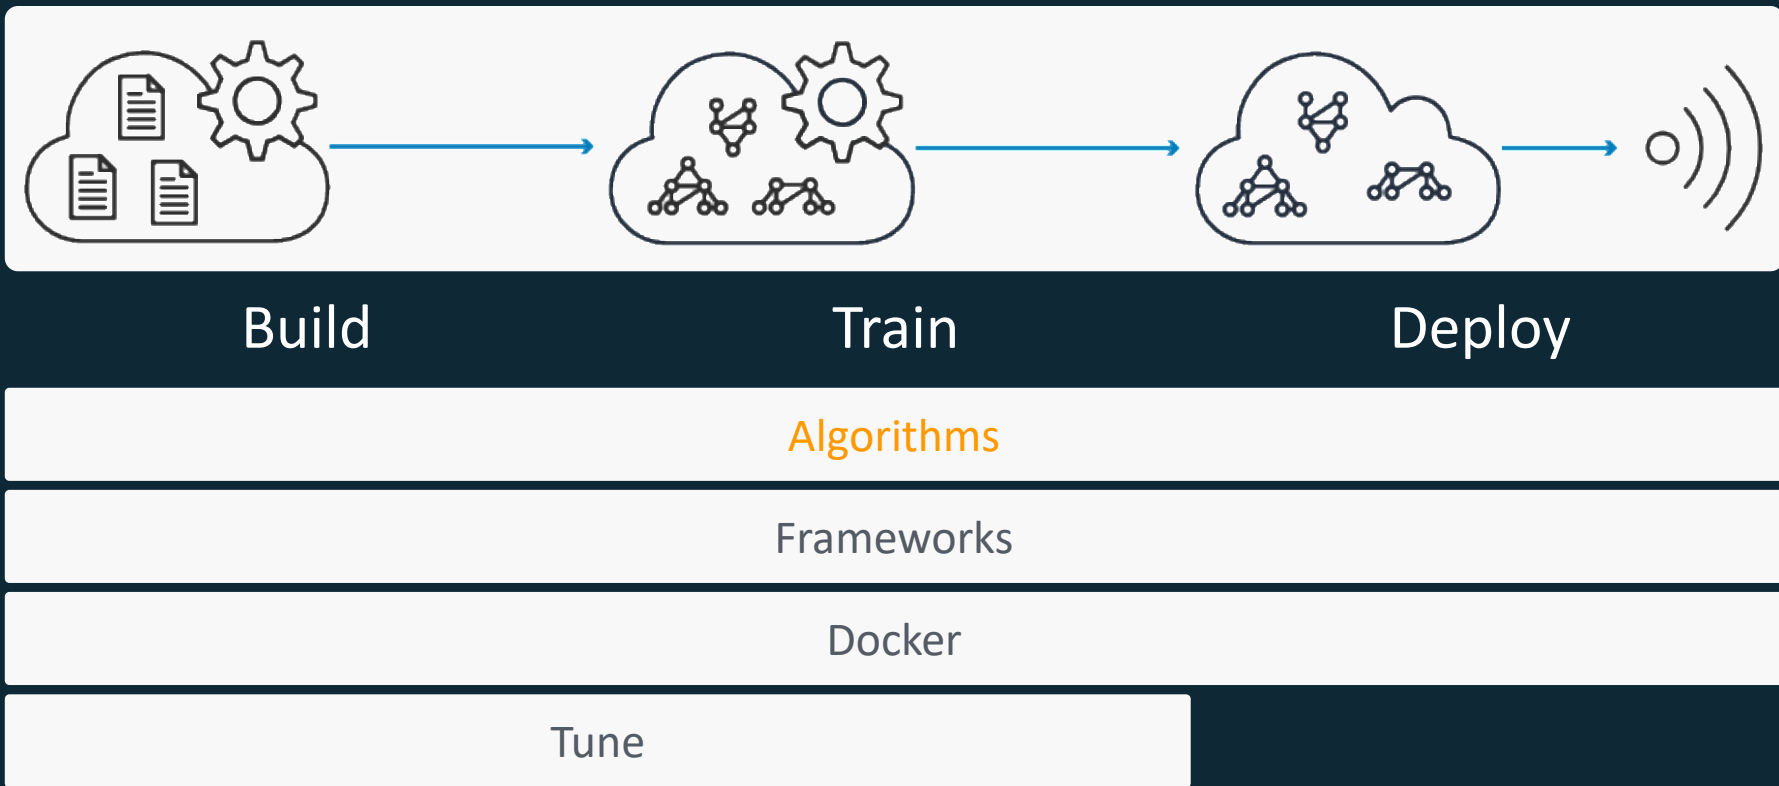 Build
Train
Deploy
Algorithms
Frameworks
Docker
Tune